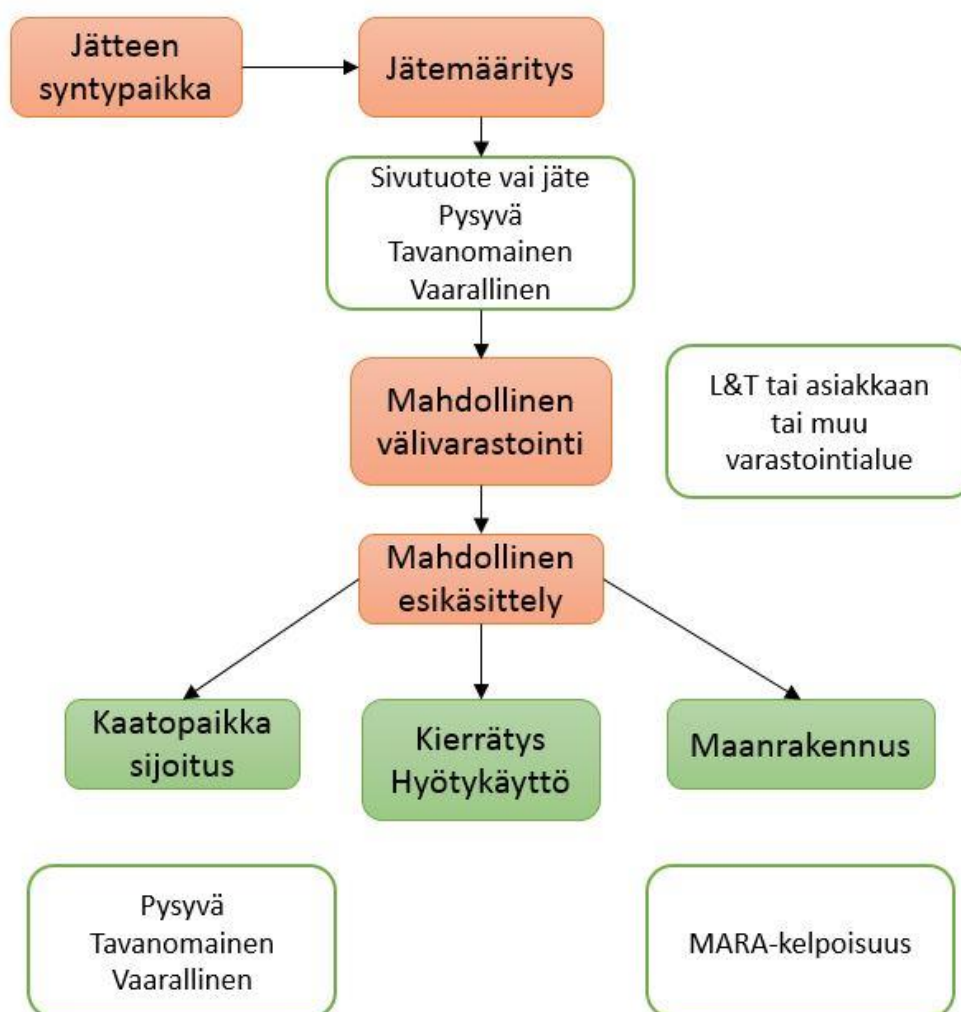 Jätteen
syntypaikka
Jätemääritys
Sivutuote vai jäte
Pysyvä
Tavanomainen
Vaarallinen
Mahdollinen
välivarastointi
L&T tai asiakkaan
tai muu
varastointialue
Mahdollinen
esikäsittely
Kaatopaikka
sijoitus
Kierrätys
Hyötykäyttö
Maanrakennus
Pysyvä
Tavanomainen
Vaarallinen
MARA-kelpoisuus